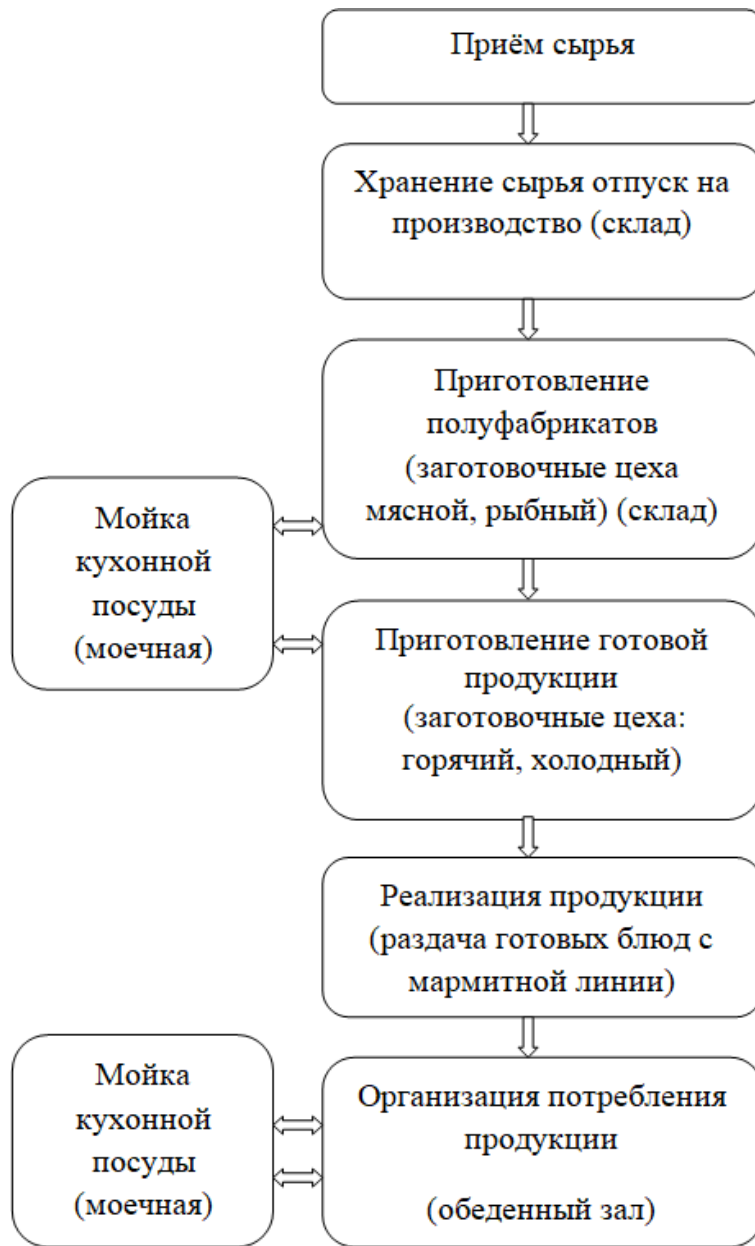 Приём сырья
Хранение сырья отпуск на
производство (склад)
Приготовление
полуфабрикатов
(заготовочные цеха
мясной, рыбный) (склад)
Мойка
кухонной
посуды
(моечная)
Приготовление готовой
продукции
(заготовочные цеха:
горячий, холодный)
Реализация продукции
(раздача готовых блюд с
мармитной линии)
Мойка
кухонной
посуды
(моечная)
Организация потребления
продукции
(обеденный зал)